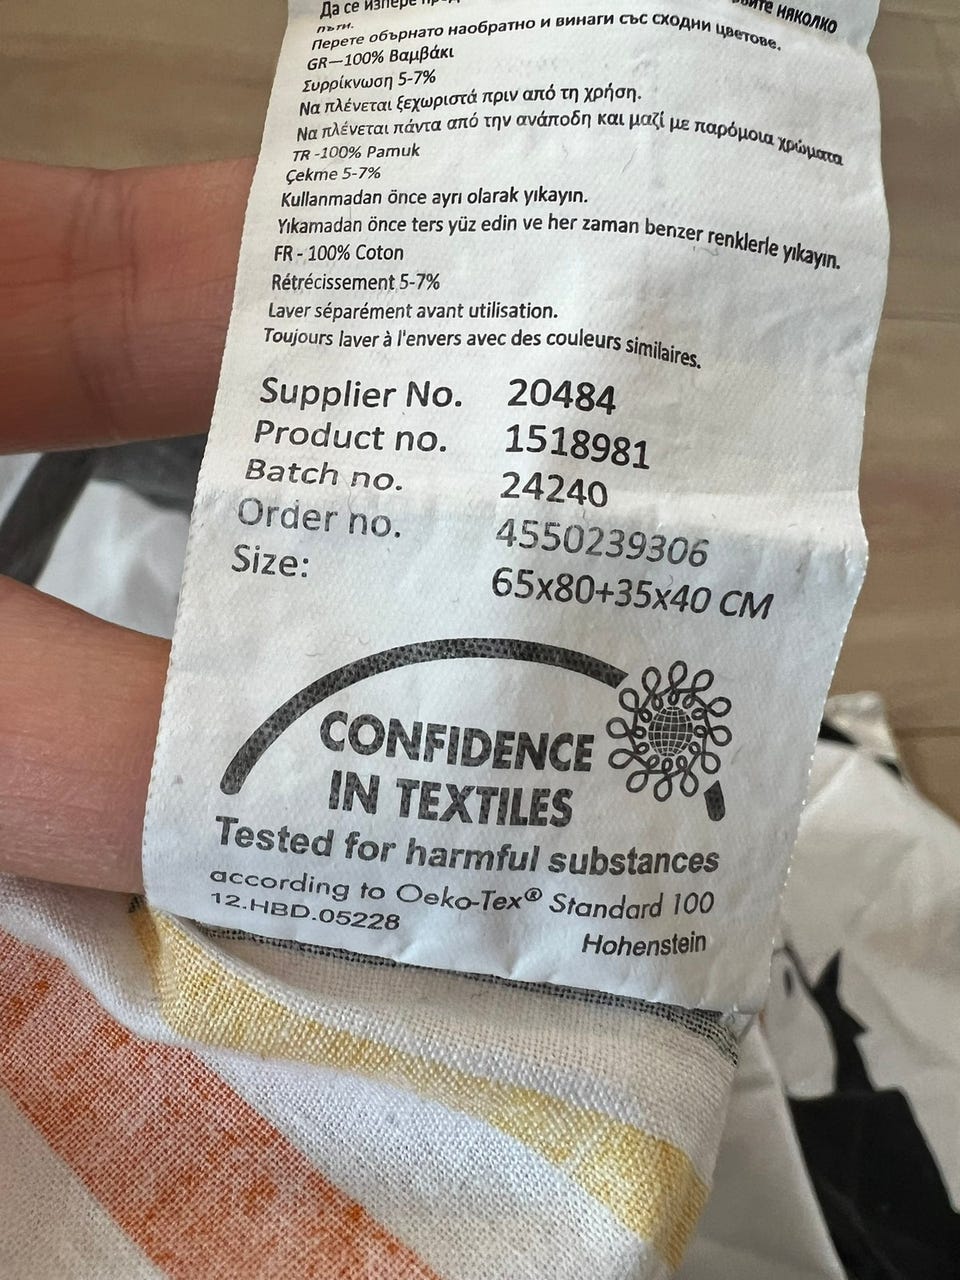 Да се изпере
пъти.
Перете обърнато наобратно и винаги със сходни цветове.
GR—100% Βαμβάκι
Συρρίκνωση 5-7%
Να πλένεται ξεχωριστά πριν από τη χρήση.
Να πλένεται πάντα από την ανάποδη και μαζί με παρόμοια χρώματα
TR -100% Pamuk
Çekme 5-7%
Kullanmadan önce ayrı olarak yıkayın.
Yıkamadan önce ters yüz edin ve her zaman benzer renklerle yıkayın.
FR - 100% Coton
Rétrécissement 5-7%
Laver séparément avant utilisation.
Toujours laver à l'envers avec des couleurs similaires.
Supplier No. 20484
Product no. 1518981
Batch no. 24240
Order no. 4550239306
Size: 65x80+35x40 CM
CONFIDENCE
IN TEXTILES
Tested for harmful substances
according to Oeko-Tex® Standard 100
12.HBD.05228
Hohenstein